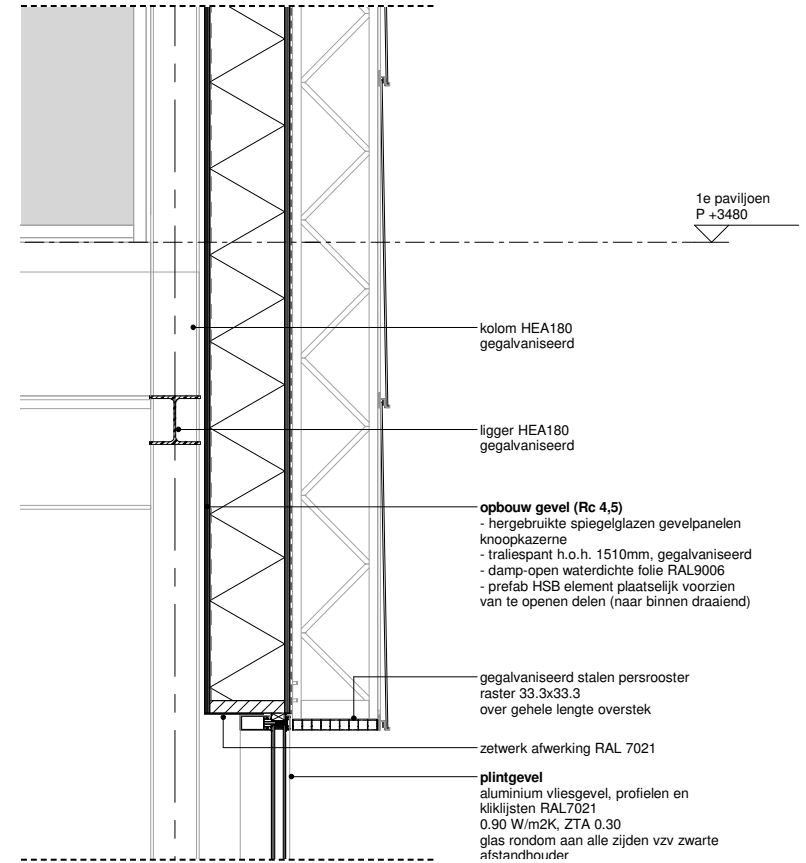 1e paviljoen
P +3480
kolom HEA180
gegalvaniseerd
ligger HEA180
gegalvaniseerd
opbouw gevel (Rc 4,5)
- hergebruikte spiegelglazen gevelpanelen
knoopkazerne
- traliespant h.o.h. 1510mm, gegalvaniseerd
- damp-open waterdichte folie RAL9006
- prefab HSB element plaatselijk voorzien
van te openen delen (naar binnen draaiend)
gegalvaniseerd stalen persrooster
raster 33.3x33.3
over gehele lengte overstek
zetwerk afwerking RAL 7021
plintgevel
aluminium vliesgevel, profielen en
kliklijsten RAL7021
0.90 W/m2K, ZTA 0.30
glas rondom aan alle zijden vzv zwarte
afstandhouder